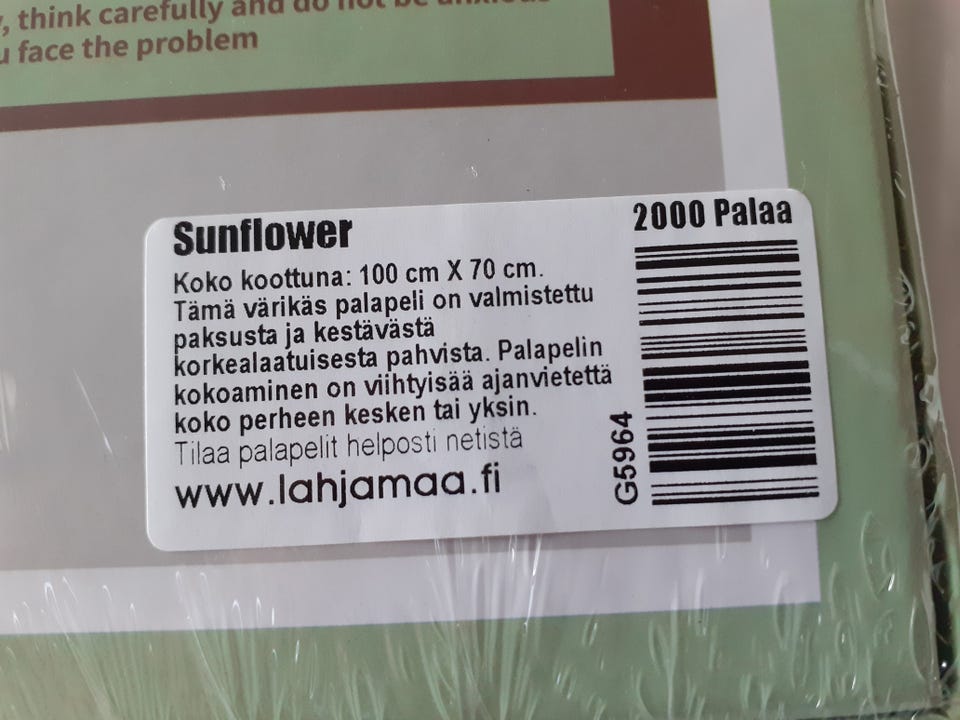 , think carefully and do not be anxious
u face the problem
Sunflower
2000 Palaa
Koko koottuna: 100 cm X 70 cm.
Tämä värikäs palapeli on valmistettu
paksusta ja kestävästä
korkealaatuisesta pahvista. Palapelin
kokoaminen on viihtyisää ajanvietettä
koko perheen kesken tai yksin.
Tilaa palapelit helposti netistä
www.lahjamaa.fi
G5964